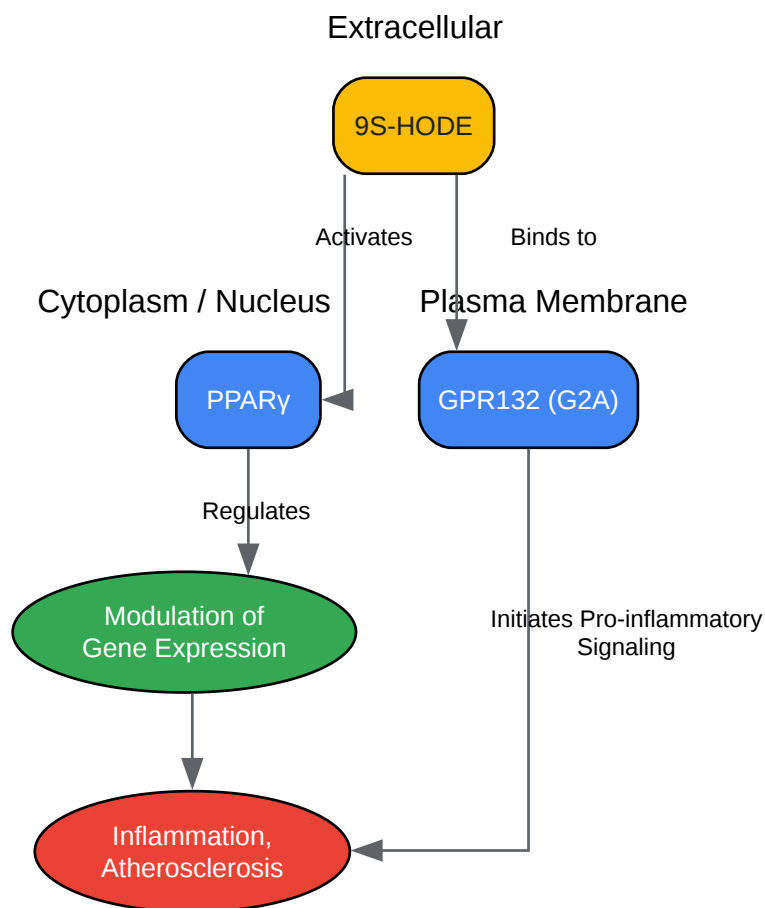 Extracellular
9S-HODE
Activates
Binds to
Cytoplasm / Nucleus
Plasma Membrane
PPARγ
GPR132 (G2A)
Regulates
Modulation of
Gene Expression
Initiates Pro-inflammatory
Signaling
Inflammation,
Atherosclerosis